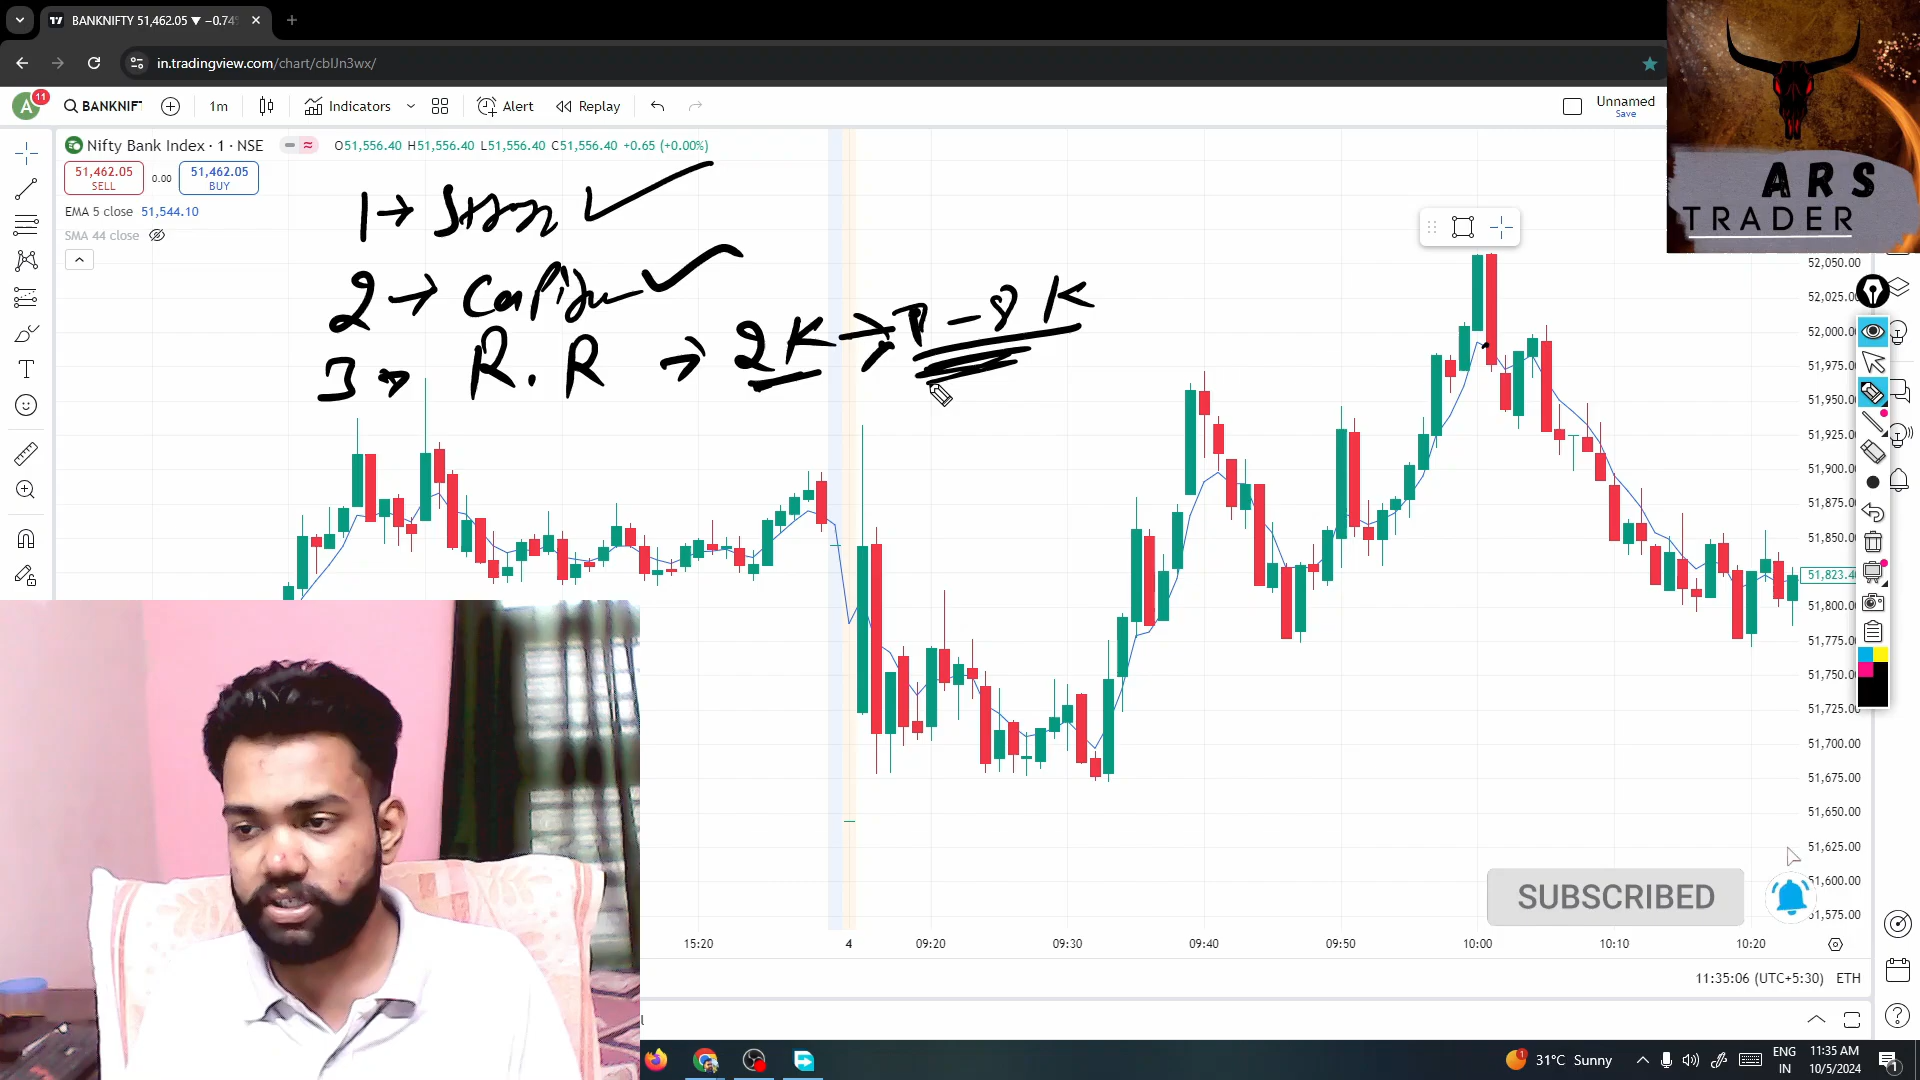 BANKNIFTY 51,462.05 ▼ −0.74%
in.tradingview.com/chart/cbIJn3wx/
A 11 BANKNIFT 1m Indicators Alert Replay Unnamed
Save
Nifty Bank Index · 1 · NSE O51,556.40 H51,556.40 L51,556.40 C51,556.40 +0.65 (+0.00%)
51,462.05 0.00 51,462.05
SELL BUY
EMA 5 close 51,544.10
SMA 44 close
ARS
TRADER
1 →
2 →
3 → R.R → 2K → 7-8 K
52,050.00
52,025.00
52,000.00
51,975.00
51,950.00
51,925.00
51,900.00
51,875.00
51,850.00
51,823.40
51,800.00
51,775.00
51,750.00
51,725.00
51,700.00
51,675.00
51,650.00
51,625.00
51,600.00
51,575.00
SUBSCRIBED
15:20 4 09:20 09:30 09:40 09:50 10:00 10:10 10:20
11:35:06 (UTC+5:30) ETH
31°C Sunny ENG 11:35 AM
IN 10/5/2024